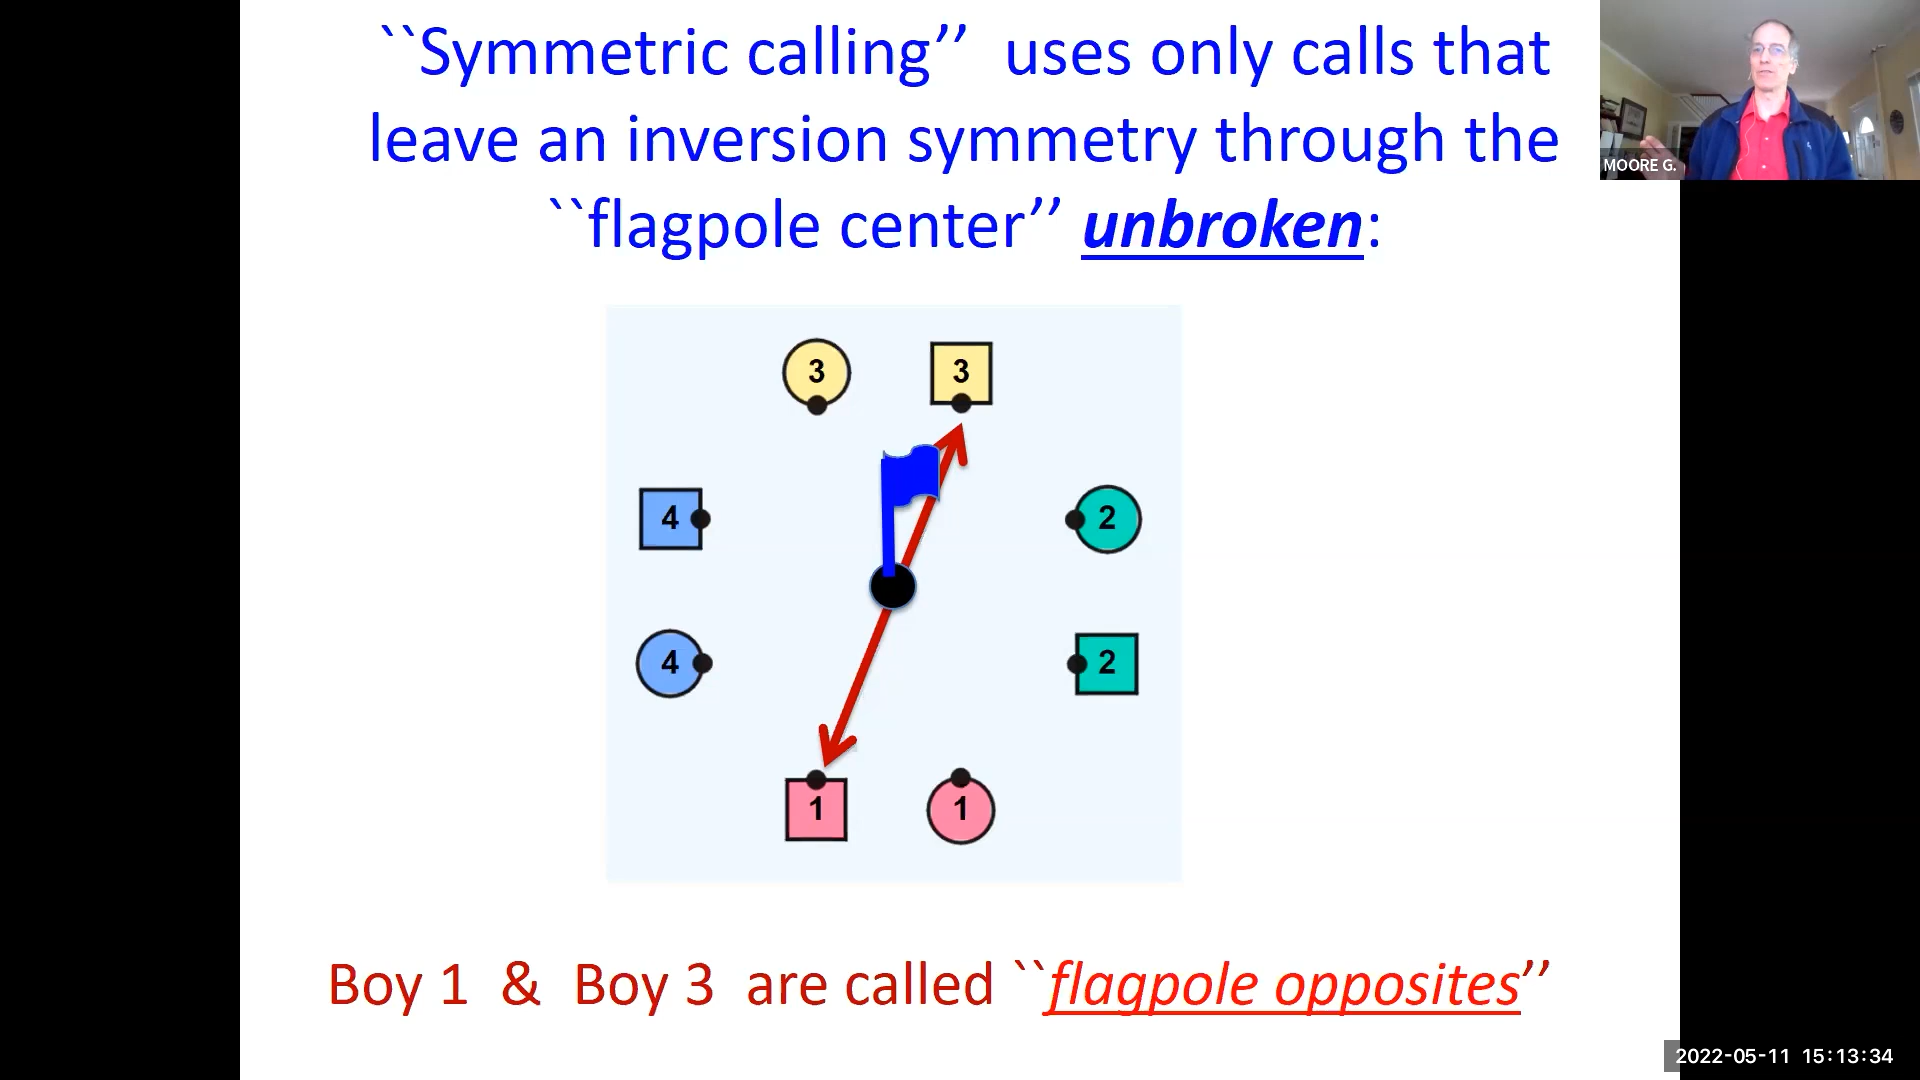 ``Symmetric calling’’ uses only calls that
leave an inversion symmetry through the
``flagpole center’’ unbroken:
MOORE G.
3 3
4 2
4 2
1 1
Boy 1 & Boy 3 are called ``flagpole opposites’’
2022-05-11 15:13:34